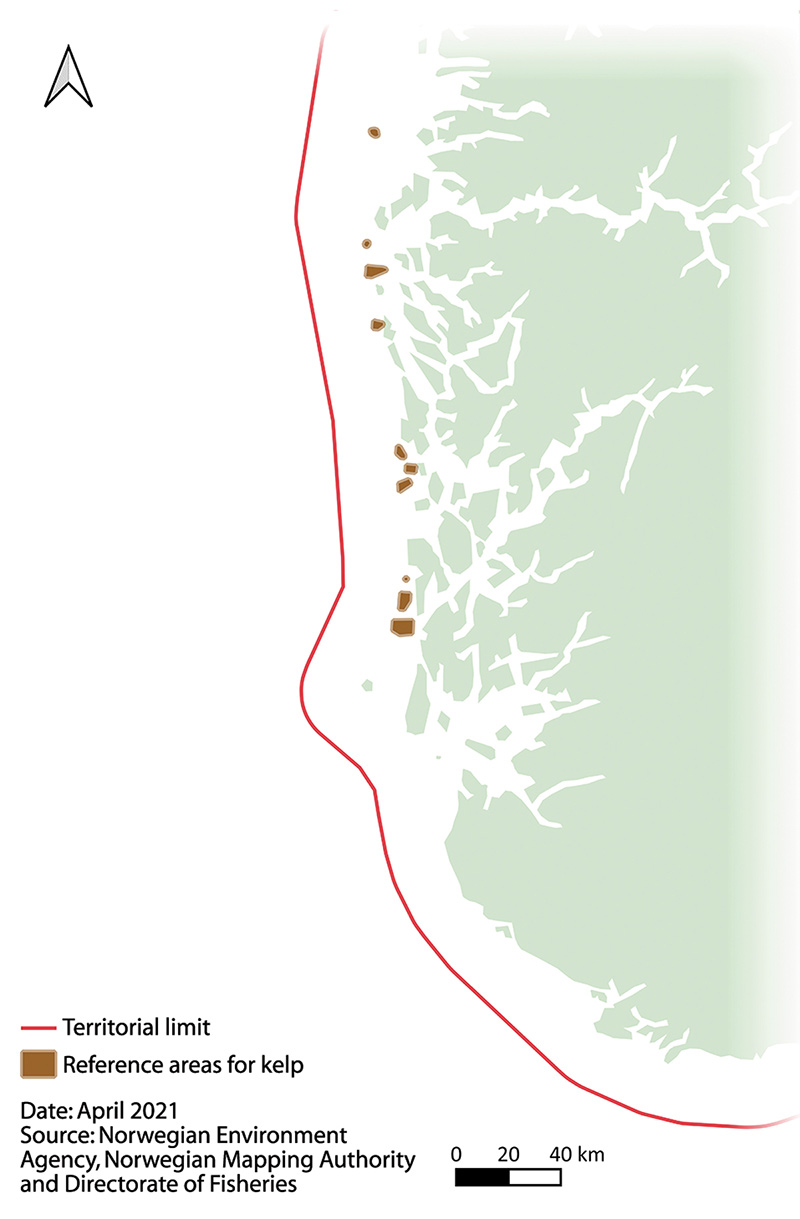 Territorial limit
Reference areas for kelp
Date: April 2021
Source: Norwegian Environment
Agency, Norwegian Mapping Authority
and Directorate of Fisheries
0 20 40 km